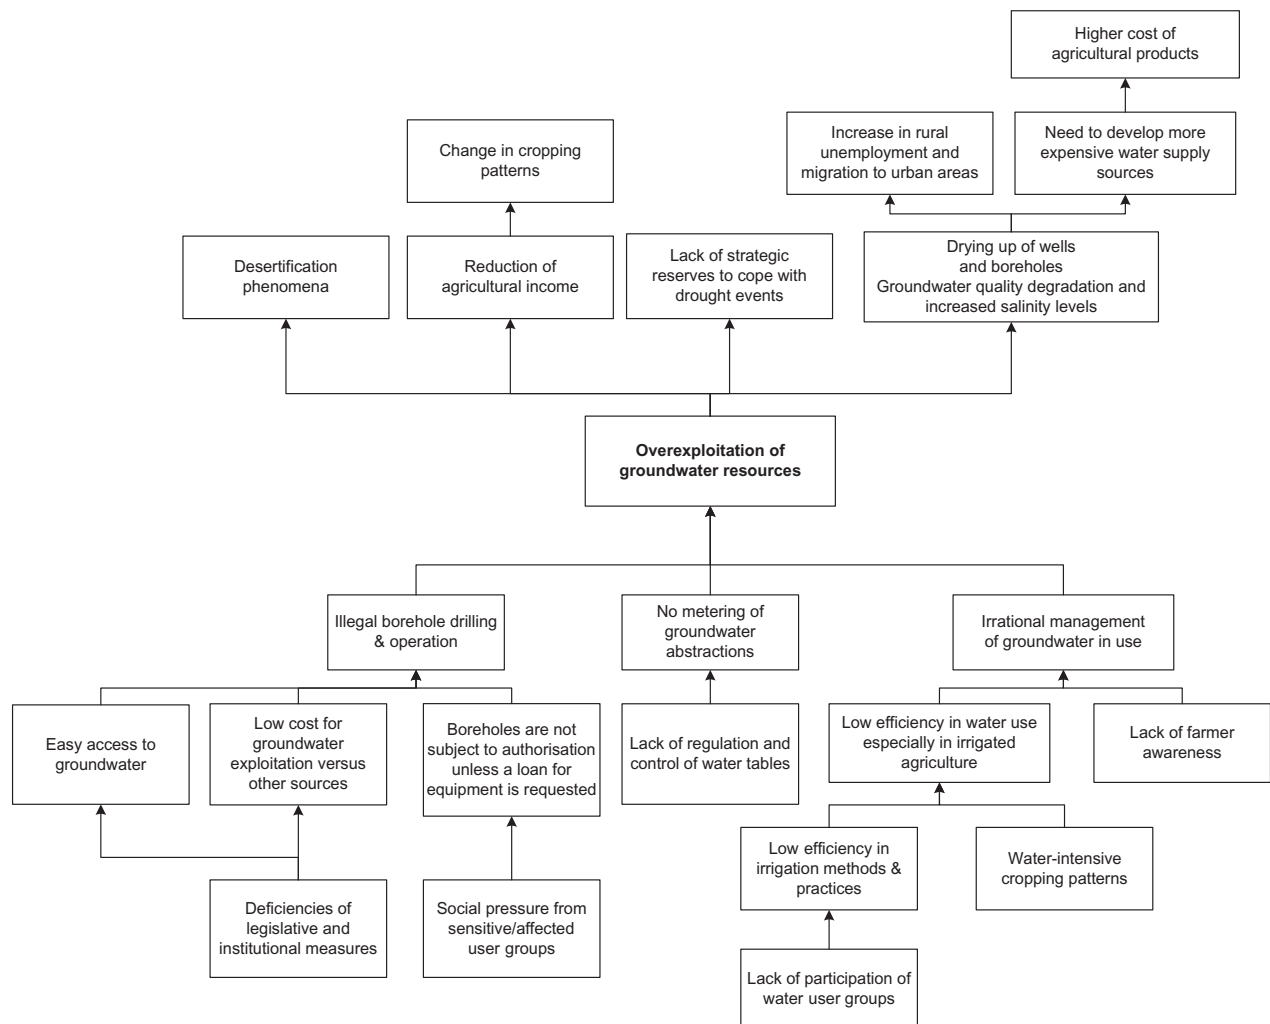 Higher cost of
agricultural products
Increase in rural
unemployment and
migration to urban areas
Need to develop more
expensive water supply
sources
Change in cropping
patterns
Desertification
phenomena
Reduction of
agricultural income
Lack of strategic
reserves to cope with
drought events
Drying up of wells
and boreholes
Groundwater quality degradation and
increased salinity levels
Overexploitation of
groundwater resources
Illegal borehole drilling
& operation
No metering of
groundwater
abstractions
Irrational management
of groundwater in use
Easy access to
groundwater
Low cost for
groundwater
exploitation versus
other sources
Boreholes are not
subject to authorisation
unless a loan for
equipment is requested
Lack of regulation and
control of water tables
Low efficiency in water use
especially in irrigated
agriculture
Lack of farmer
awareness
Low efficiency in
irrigation methods &
practices
Water-intensive
cropping patterns
Deficiencies of
legislative and
institutional measures
Social pressure from
sensitive/affected
user groups
Lack of participation of
water user groups